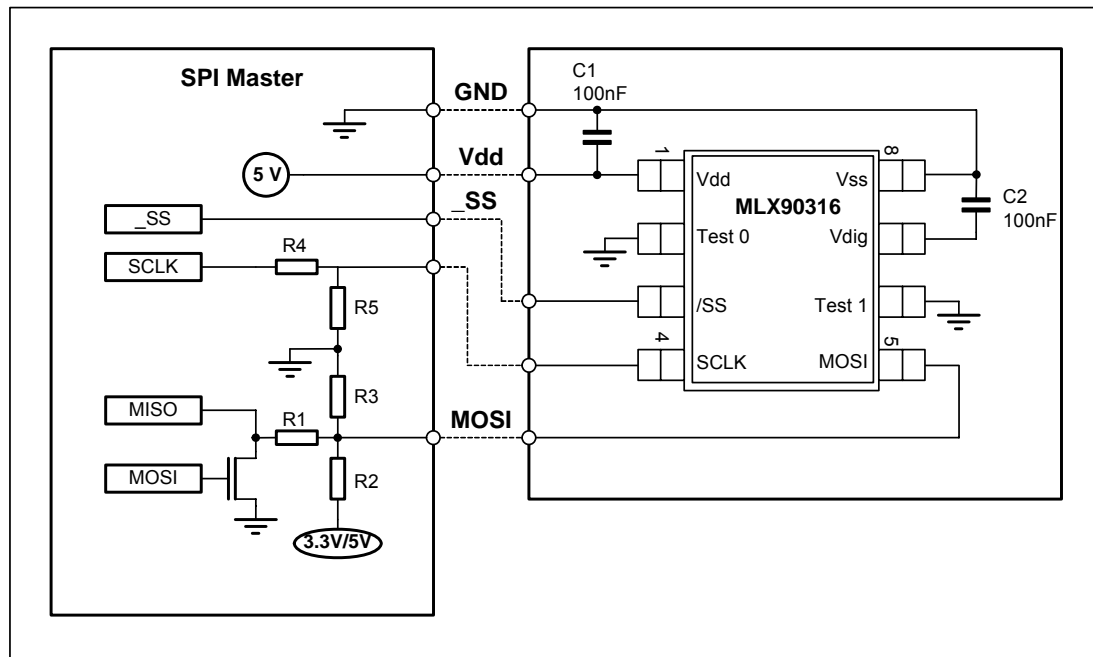 SPI Master
GND
Vdd
_SS
MOSI
5 V
_SS
SCLK
R4
R5
R3
MISO
R1
MOSI
R2
3.3V/5V
C1
100nF
1
8
Vdd
Vss
MLX90316
C2
100nF
Test 0
Vdig
/SS
Test 1
4
5
SCLK
MOSI